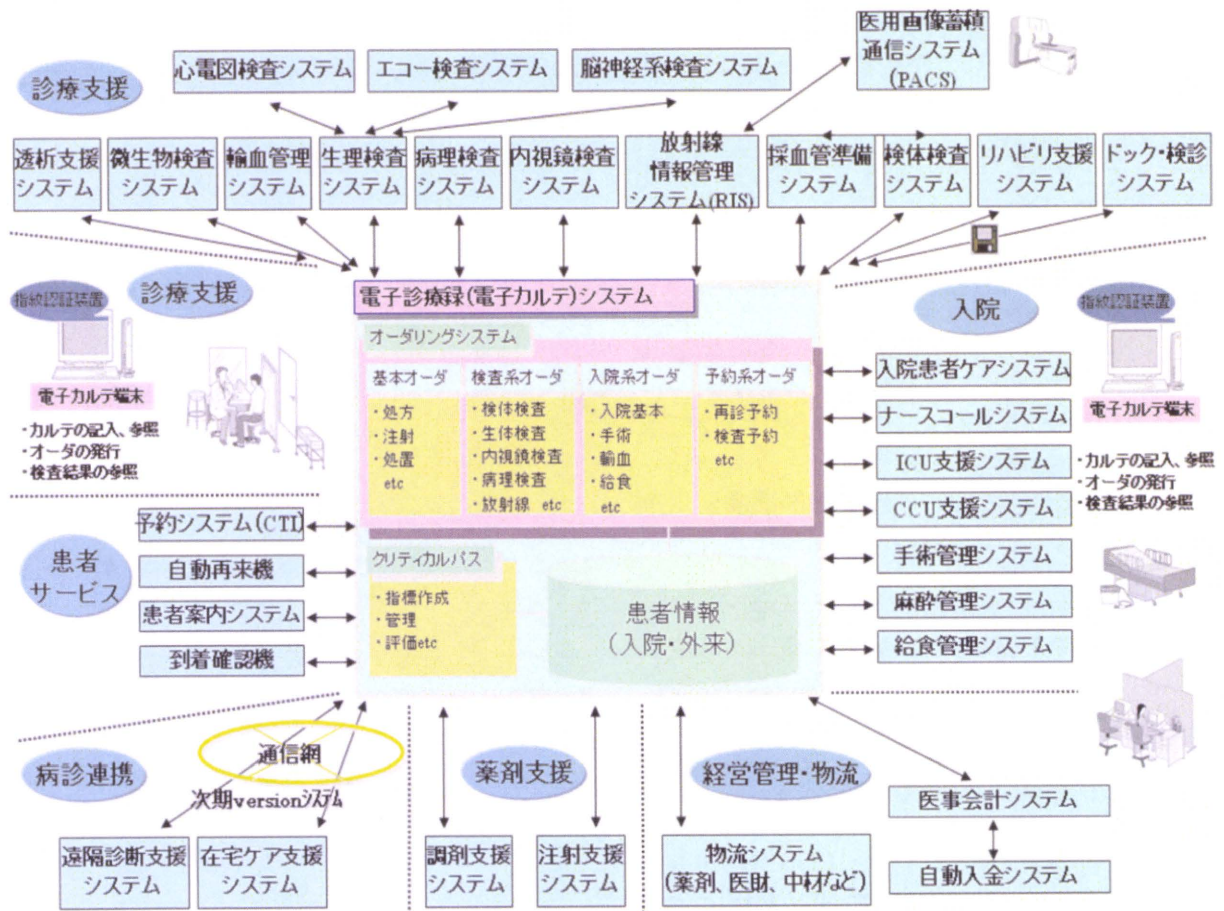 医用画像蓄積
通信システム
(PACS)
心電図検査システム
エコー検査システム
脳神経系検査システム
診療支援
透析支援
システム
微生物検査
システム
輸血管理
システム
生理検査
システム
病理検査
システム
内視鏡検査
システム
放射線
情報管理
システム(RIS)
採血管準備
システム
検体検査
システム
リハビリ支援
システム
ドック・検診
システム
指紋認証装置
診療支援
電子カルテ端末
・カルテの記入、参照
・オーダの発行
・検査結果の参照
電子診療録(電子カルテ)システム
オーダリングシステム
基本オーダ
・処方
・注射
・処置
etc
検査系オーダ
・検体検査
・生体検査
・内視鏡検査
・病理検査
・放射線 etc
入院系オーダ
・入院基本
・手術
・輸血
・給食
etc
予約系オーダ
・再診予約
・検査予約
etc
クリティカルパス
・指標作成
・管理
・評価etc
患者情報
(入院・外来)
入院
指紋認証装置
電子カルテ端末
・カルテの記入、参照
・オーダの発行
・検査結果の参照
入院患者ケアシステム
ナースコールシステム
ICU支援システム
CCU支援システム
手術管理システム
麻酔管理システム
給食管理システム
患者
サービス
予約システム(CTI)
自動再来機
患者案内システム
到着確認機
病診連携
通信網
次期versionシステム
遠隔診断支援
システム
在宅ケア支援
システム
薬剤支援
調剤支援
システム
注射支援
システム
経営管理・物流
物流システム
(薬剤、医財、中材など)
医事会計システム
自動入金システム